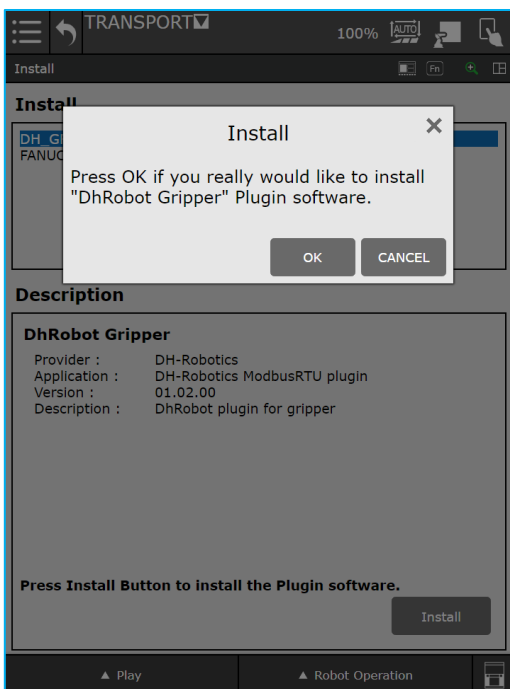 TRANSPORT
100%
AUTO
Install
Fn
Install
DH_G
FANUC
Install
Press OK if you really would like to install
"DhRobot Gripper" Plugin software.
OK
CANCEL
Description
DhRobot Gripper
Provider : DH-Robotics
Application : DH-Robotics ModbusRTU plugin
Version : 01.02.00
Description : DhRobot plugin for gripper
Press Install Button to install the Plugin software.
Install
▲ Play
▲ Robot Operation